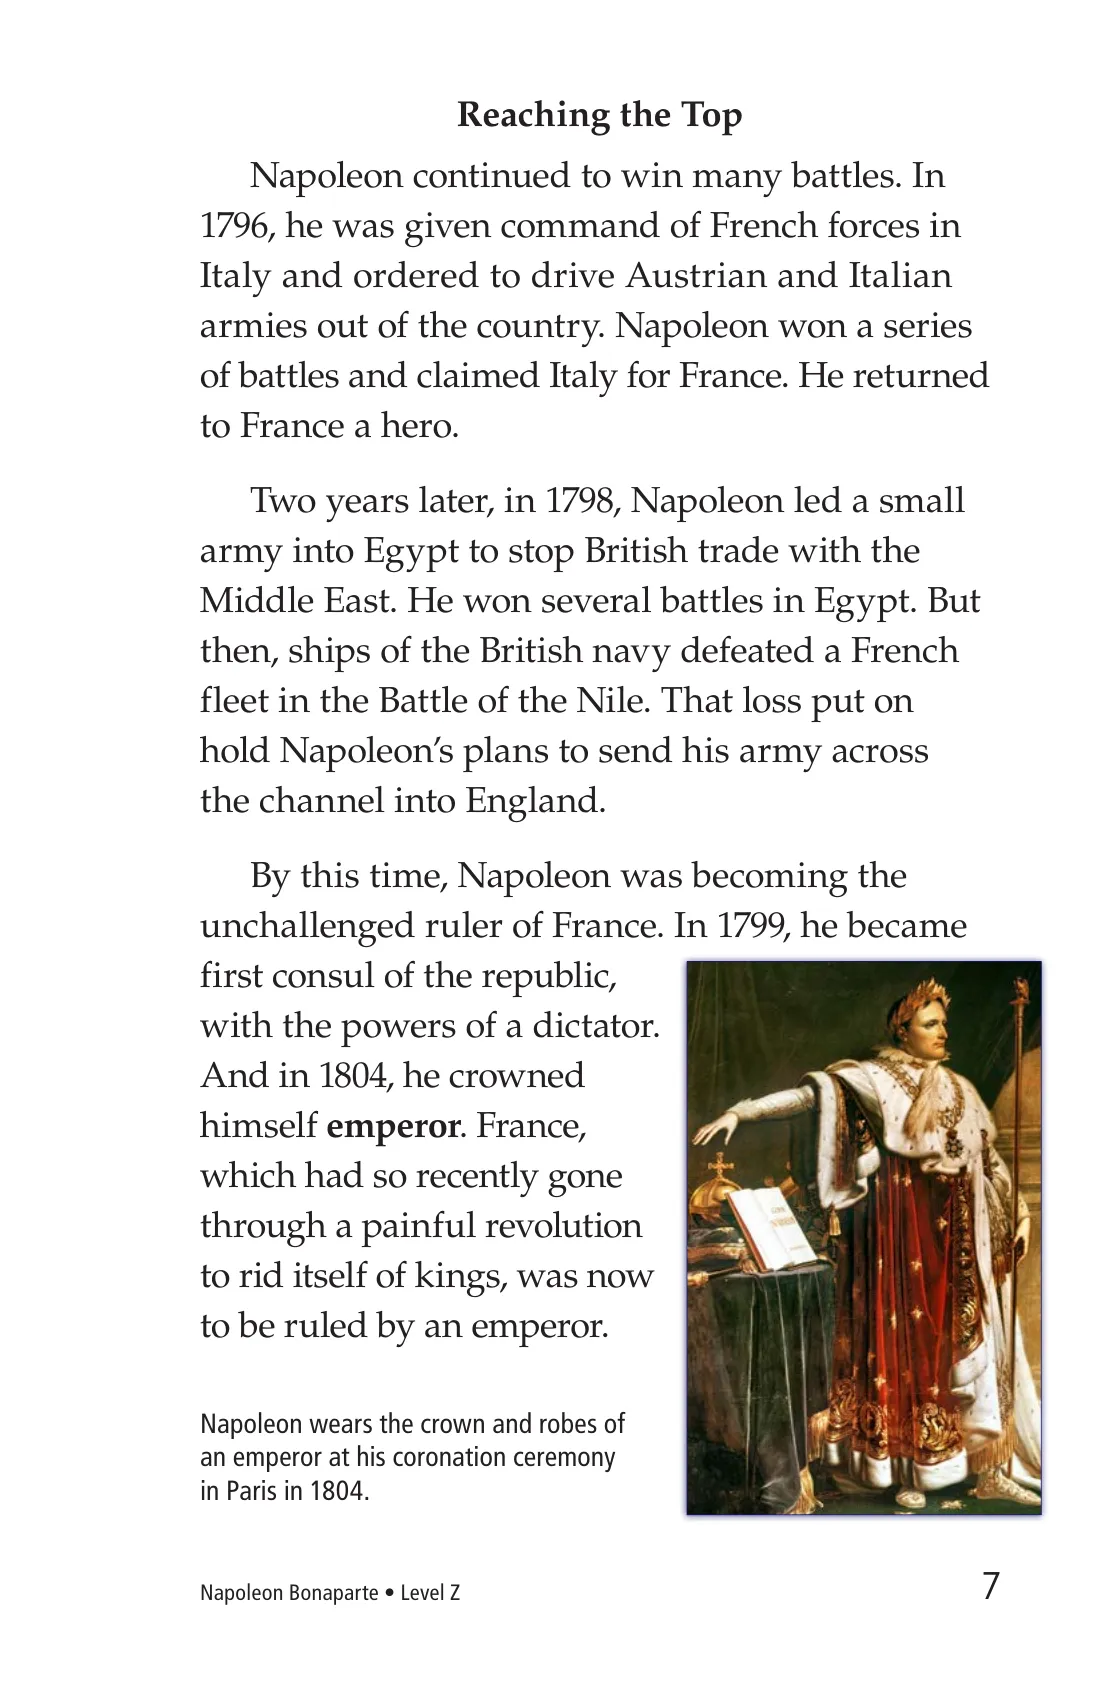 Reaching the Top
Napoleon continued to win many battles. In
1796, he was given command of French forces in
Italy and ordered to drive Austrian and Italian
armies out of the country. Napoleon won a series
of battles and claimed Italy for France. He returned
to France a hero.
Two years later, in 1798, Napoleon led a small
army into Egypt to stop British trade with the
Middle East. He won several battles in Egypt. But
then, ships of the British navy defeated a French
fleet in the Battle of the Nile. That loss put on
hold Napoleon’s plans to send his army across
the channel into England.
By this time, Napoleon was becoming the
unchallenged ruler of France. In 1799, he became
first consul of the republic,
with the powers of a dictator.
And in 1804, he crowned
himself emperor. France,
which had so recently gone
through a painful revolution
to rid itself of kings, was now
to be ruled by an emperor.
Napoleon wears the crown and robes of
an emperor at his coronation ceremony
in Paris in 1804.
Napoleon Bonaparte • Level Z
7